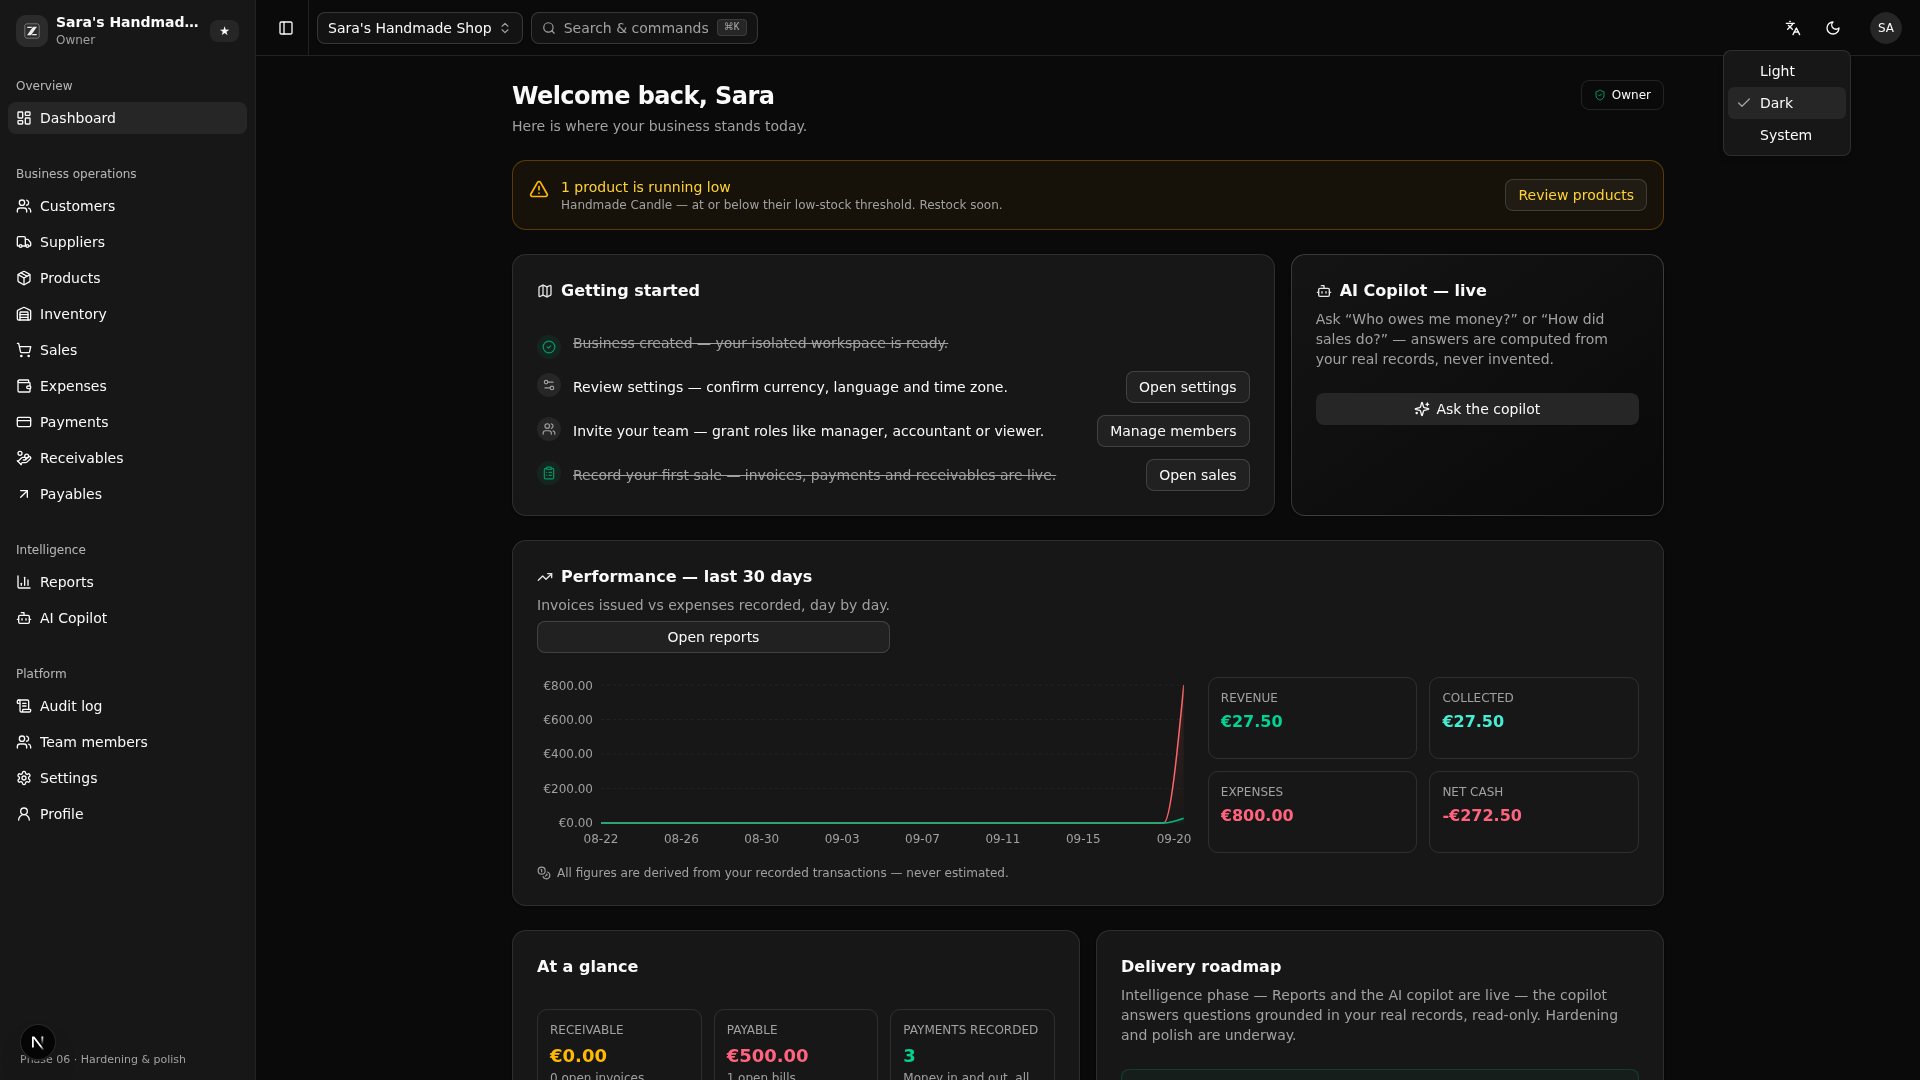 Sara's Handmad...
Owner
★
Overview
Dashboard
Business operations
Customers
Suppliers
Products
Inventory
Sales
Expenses
Payments
Receivables
Payables
Intelligence
Reports
AI Copilot
Platform
Audit log
Team members
Settings
Profile
N
Phase 06 · Hardening & polish
Sara's Handmade Shop
Search & commands ⌘K
SA
Light
Dark
System
Welcome back, Sara
Here is where your business stands today.
Owner
1 product is running low
Handmade Candle — at or below their low-stock threshold. Restock soon.
Review products
Getting started
Business created — your isolated workspace is ready.
Review settings — confirm currency, language and time zone.
Open settings
Invite your team — grant roles like manager, accountant or viewer.
Manage members
Record your first sale — invoices, payments and receivables are live.
Open sales
AI Copilot — live
Ask “Who owes me money?” or “How did
sales do?” — answers are computed from
your real records, never invented.
Ask the copilot
Performance — last 30 days
Invoices issued vs expenses recorded, day by day.
Open reports
€800.00
€600.00
€400.00
€200.00
€0.00
08-22 08-26 08-30 09-03 09-07 09-11 09-15 09-20
REVENUE
€27.50
COLLECTED
€27.50
EXPENSES
€800.00
NET CASH
-€272.50
All figures are derived from your recorded transactions — never estimated.
At a glance
RECEIVABLE
€0.00
0 open invoices
PAYABLE
€500.00
1 open bills
PAYMENTS RECORDED
3
Money in and out, all
Delivery roadmap
Intelligence phase — Reports and the AI copilot are live — the copilot
answers questions grounded in your real records, read-only. Hardening
and polish are underway.